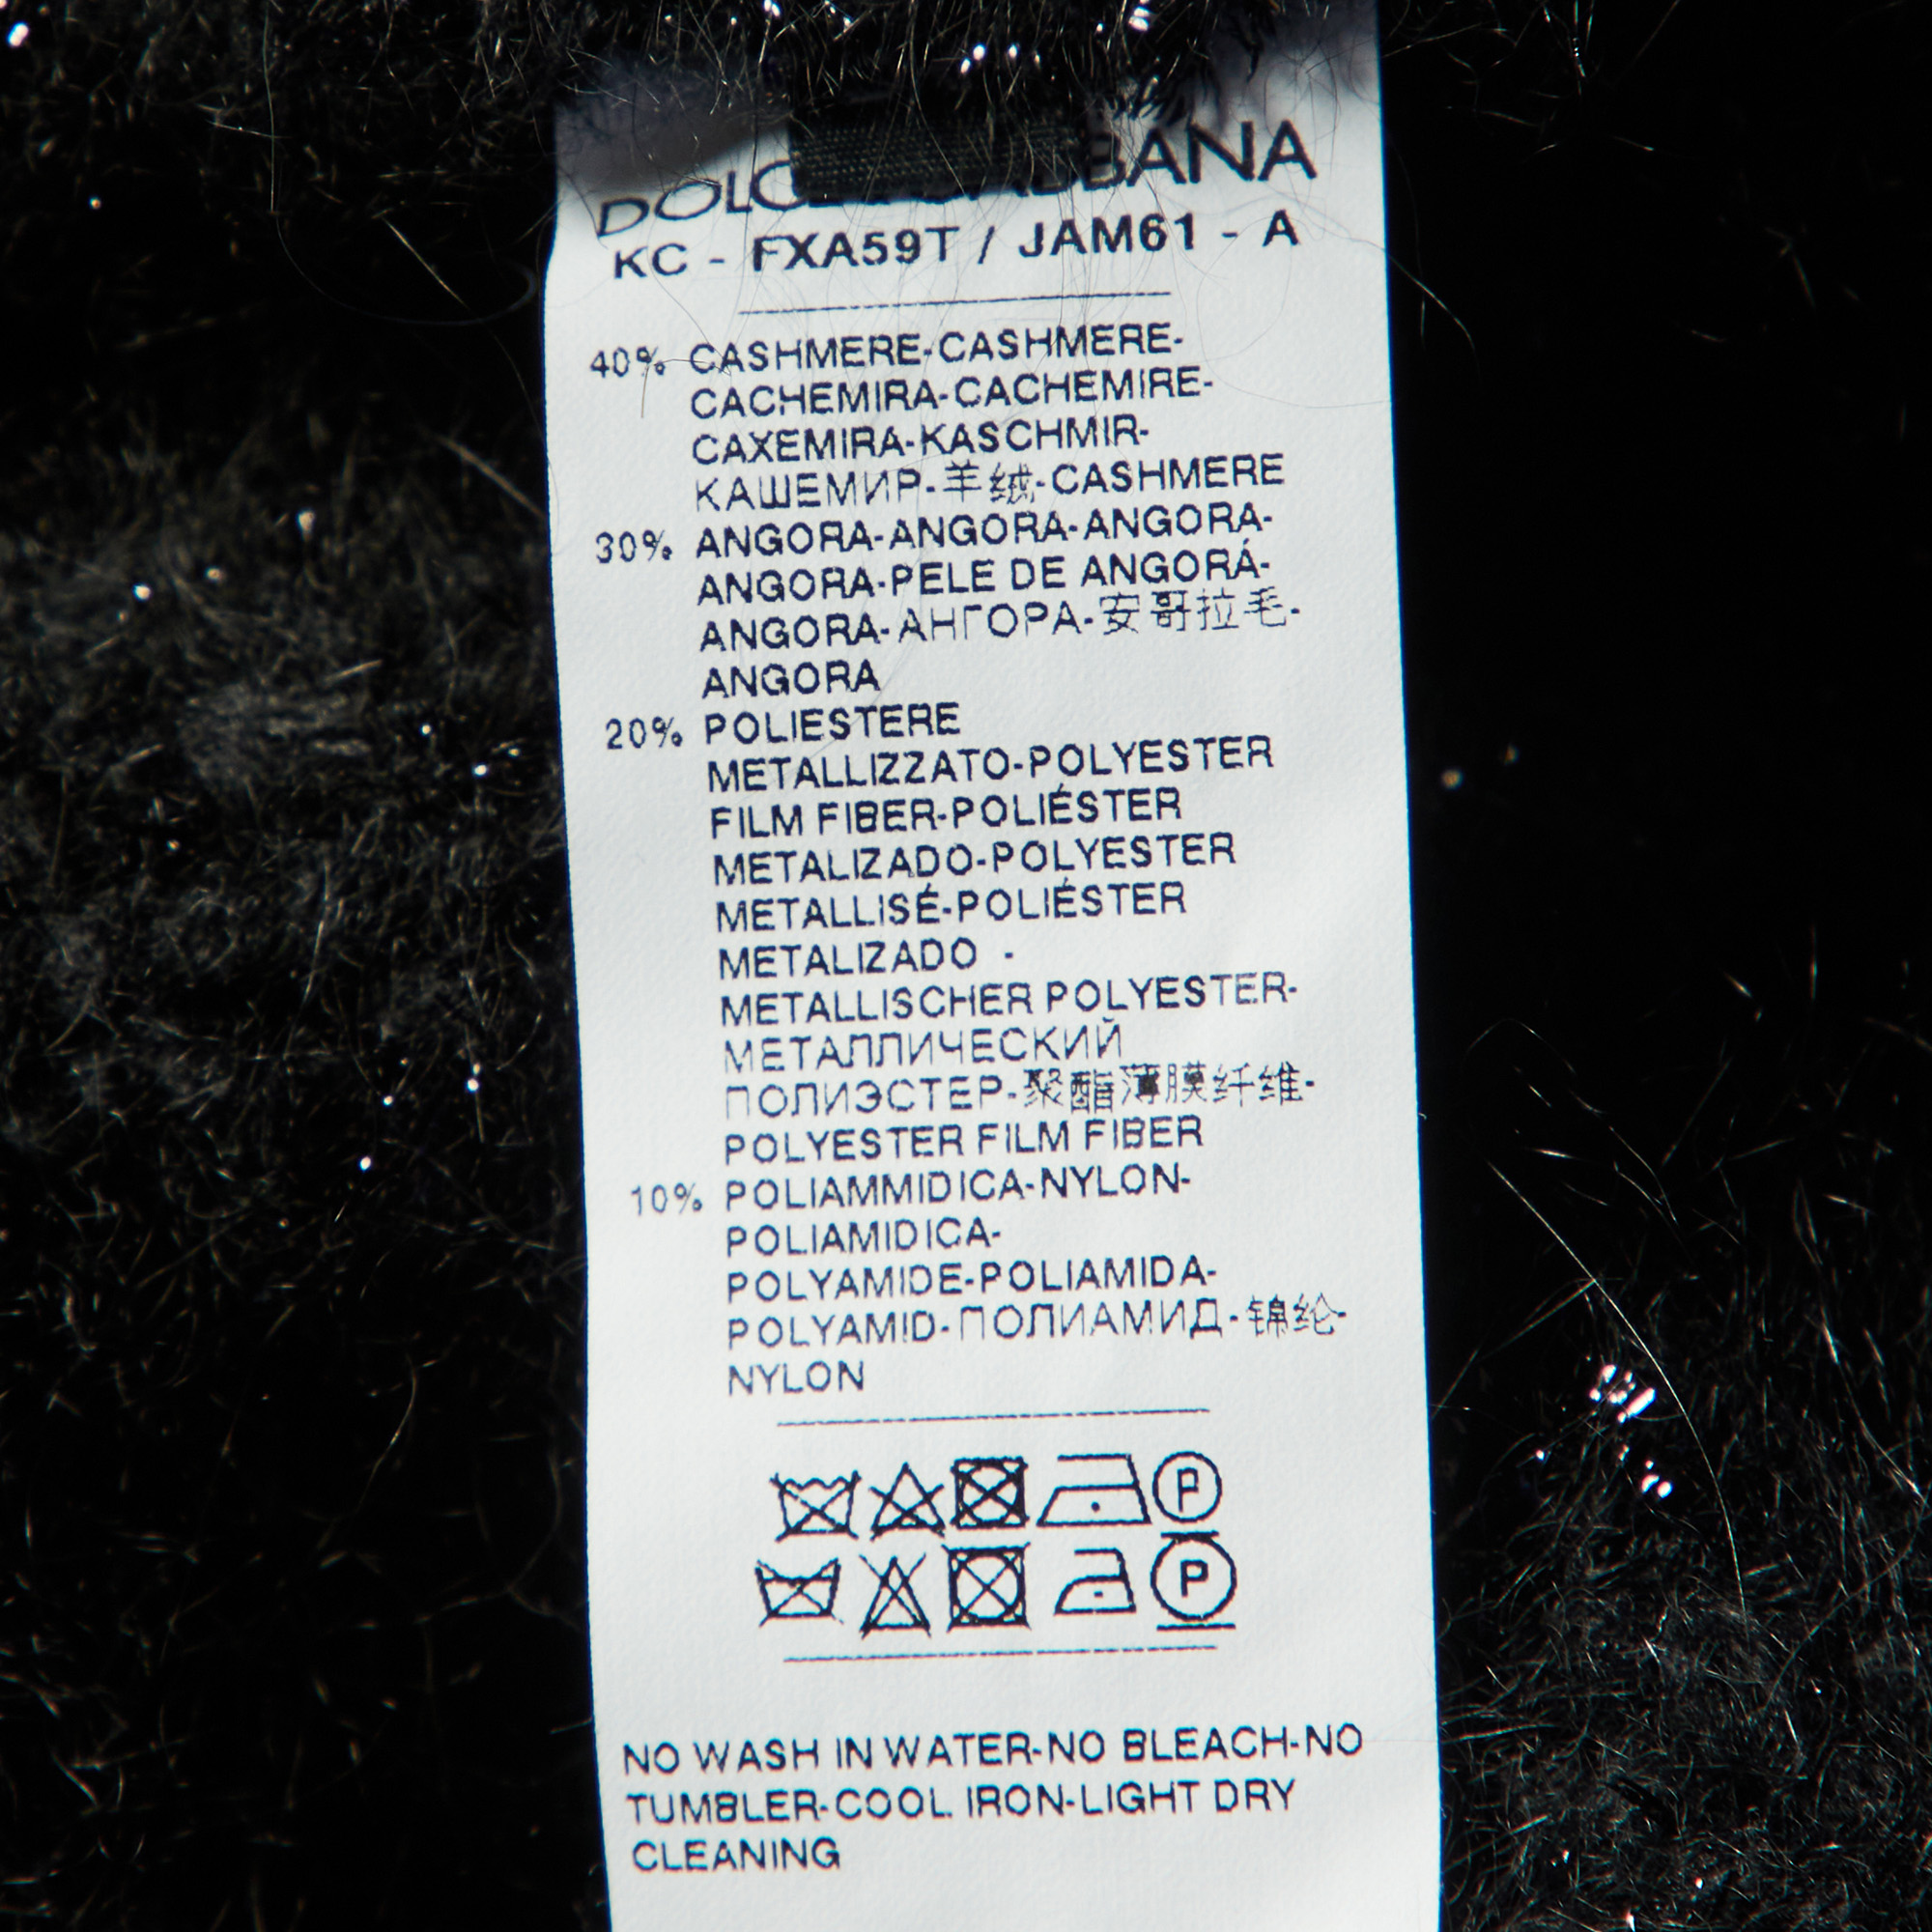 KC - FXA59T / JAM61 - A
40% CASHMERE-CASHMERE-
CACHEMIRA-CACHEMIRE-
CAXEMIRA-KASCHMIR-
КАШЕМИР-羊绒-CASHMERE
30% ANGORA-ANGORA-ANGORA-
ANGORA-PELE DE ANGORÁ-
ANGORA-АНГОРА-安哥拉毛-
ANGORA
20% POLIESTERE
METALLIZZATO-POLYESTER
FILM FIBER-POLIÉSTER
METALIZADO-POLYESTER
METALLISÉ-POLIÉSTER
METALIZADO -
METALLISCHER POLYESTER-
МЕТАЛЛИЧЕСКИЙ
ПОЛИЭСТЕР-聚酯薄膜纤维-
POLYESTER FILM FIBER
10% POLIAMMIDICA-NYLON-
POLIAMIDICA-
POLYAMIDE-POLIAMIDA-
POLYAMID-ПОЛИАМИД-锦纶-
NYLON
P
P
NO WASH IN WATER-NO BLEACH-NO
TUMBLER-COOL IRON-LIGHT DRY
CLEANING